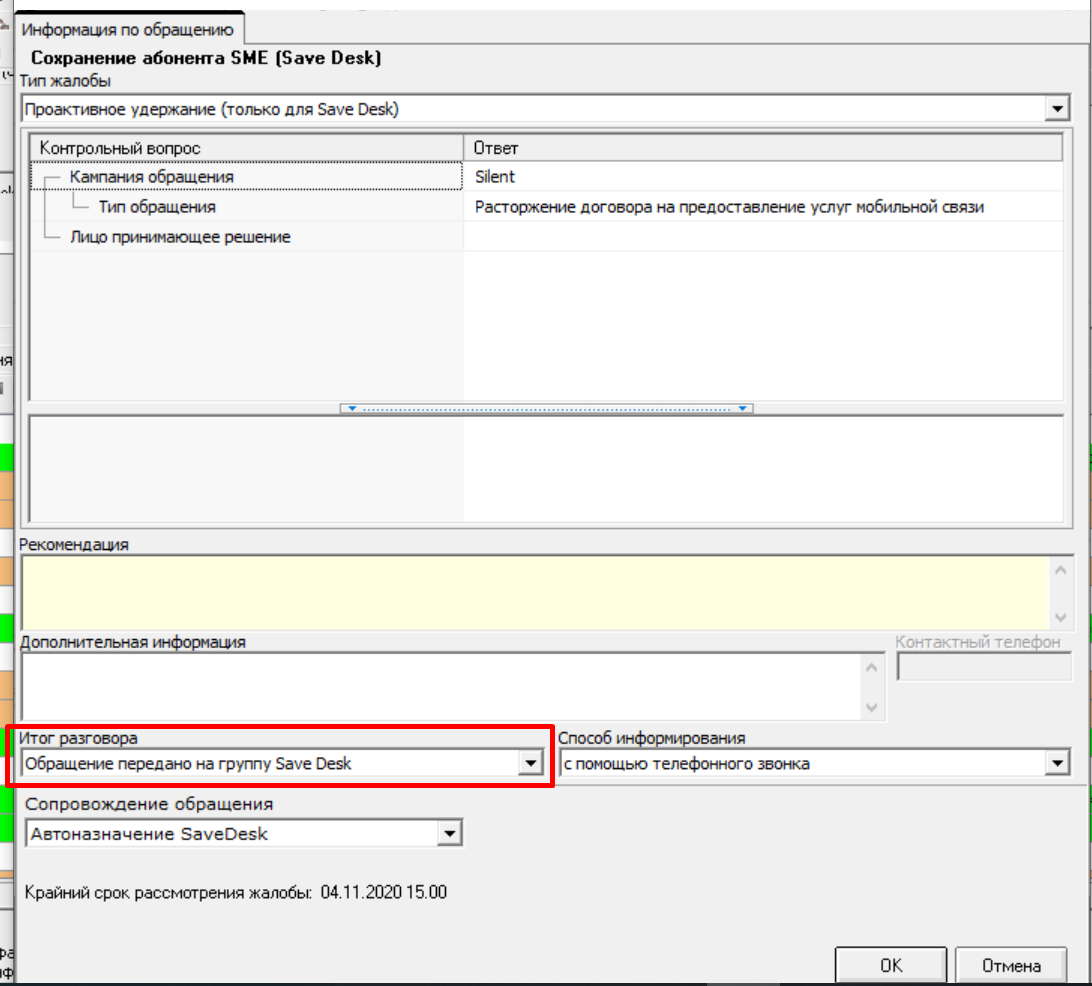 Информация по обращению
Сохранение абонента SME (Save Desk)
Тип жалобы
Проактивное удержание (только для Save Desk)
Контрольный вопрос Ответ
Кампания обращения Silent
Тип обращения Расторжение договора на предоставление услуг мобильной связи
Лицо принимающее решение
Рекомендация
Дополнительная информация Контактный телефон
Итог разговора Способ информирования
Обращение передано на группу Save Desk с помощью телефонного звонка
Сопровождение обращения
Автоназначение SaveDesk
Крайний срок рассмотрения жалобы: 04.11.2020 15.00
OK Отмена